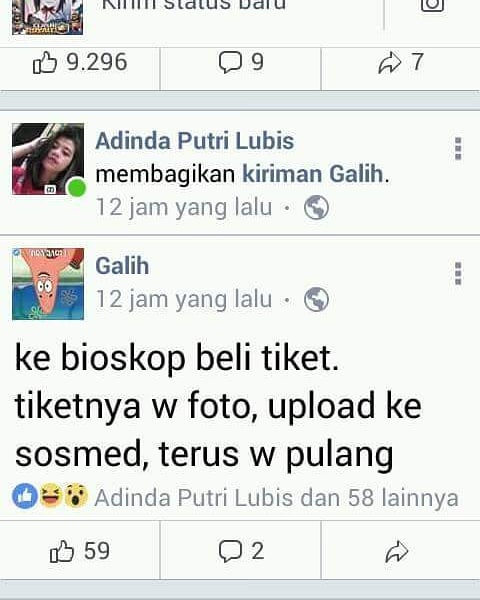 Kirim status baru
9.296 9 7
Adinda Putri Lubis
membagikan kiriman Galih.
12 jam yang lalu ·
Galih
12 jam yang lalu ·
ke bioskop beli tiket.
tiketnya w foto, upload ke
sosmed, terus w pulang
Adinda Putri Lubis dan 58 lainnya
59 2